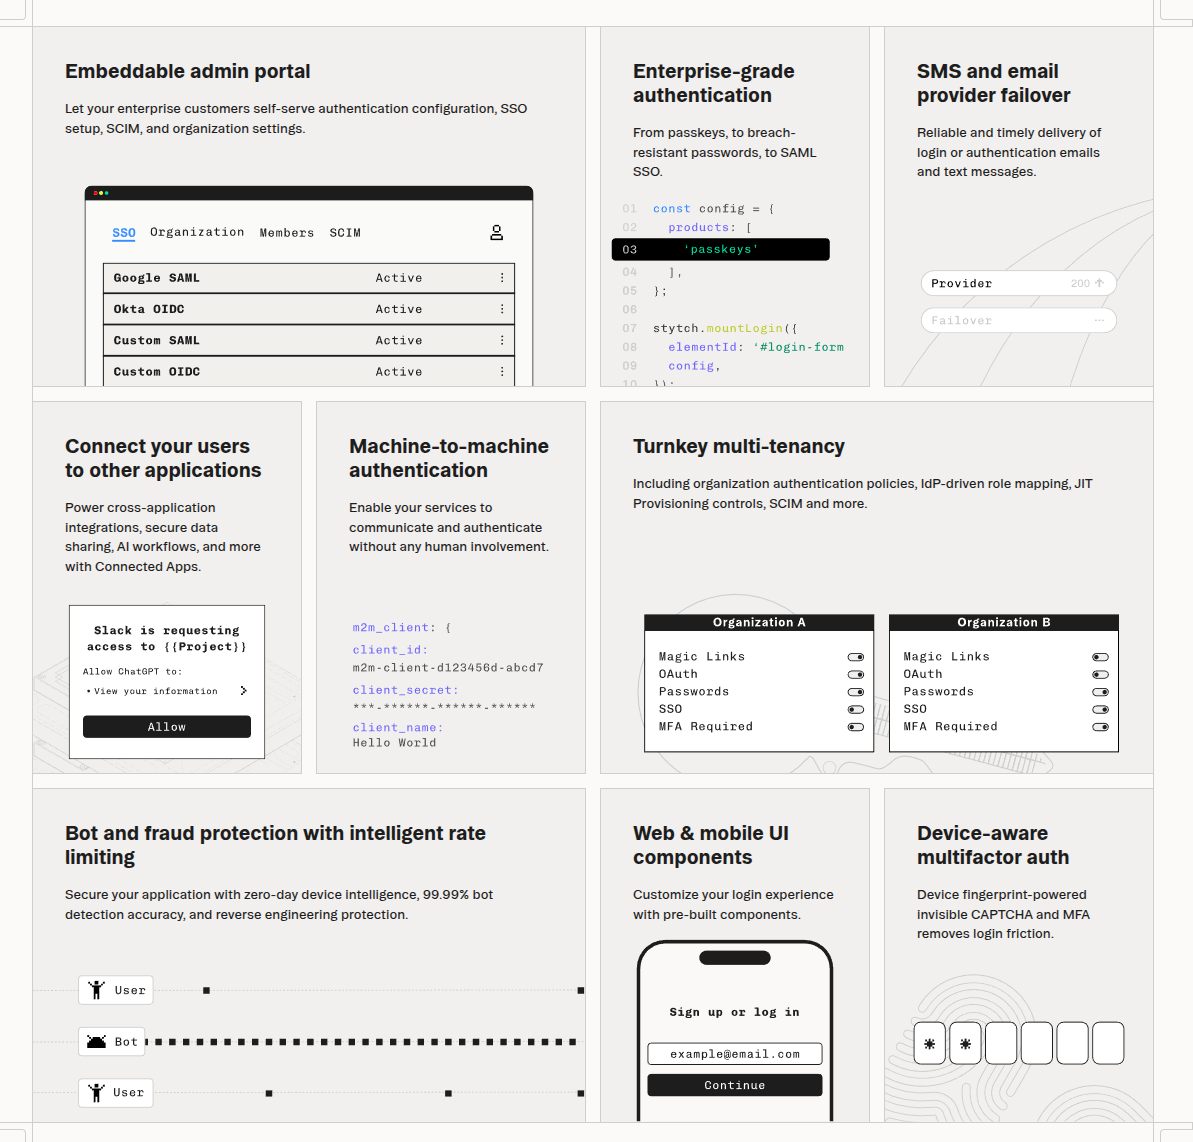 Embeddable admin portal
Let your enterprise customers self-serve authentication configuration, SSO
setup, SCIM, and organization settings.
SSO Organization Members SCIM
Google SAML Active
Okta OIDC Active
Custom SAML Active
Custom OIDC Active
Enterprise-grade
authentication
From passkeys, to breach-
resistant passwords, to SAML
SSO.
01 const config = {
02 products: [
03 'passkeys'
04 ],
05 };
06
07 stytch.mountLogin({
08 elementId: '#login-form
09 config,
10 });
SMS and email
provider failover
Reliable and timely delivery of
login or authentication emails
and text messages.
Provider 200
Failover ...
Connect your users
to other applications
Power cross-application
integrations, secure data
sharing, AI workflows, and more
with Connected Apps.
Slack is requesting
access to {{Project}}
Allow ChatGPT to:
• View your information
Allow
Machine-to-machine
authentication
Enable your services to
communicate and authenticate
without any human involvement.
m2m_client: {
client_id:
m2m-client-d123456d-abcd7
client_secret:
***-******-******-******
client_name:
Hello World
Turnkey multi-tenancy
Including organization authentication policies, IdP-driven role mapping, JIT
Provisioning controls, SCIM and more.
Organization A
Magic Links
OAuth
Passwords
SSO
MFA Required
Organization B
Magic Links
OAuth
Passwords
SSO
MFA Required
Bot and fraud protection with intelligent rate
limiting
Secure your application with zero-day device intelligence, 99.99% bot
detection accuracy, and reverse engineering protection.
User
Bot
User
Web & mobile UI
components
Customize your login experience
with pre-built components.
Sign up or log in
example@email.com
Continue
Device-aware
multifactor auth
Device fingerprint-powered
invisible CAPTCHA and MFA
removes login friction.
* *